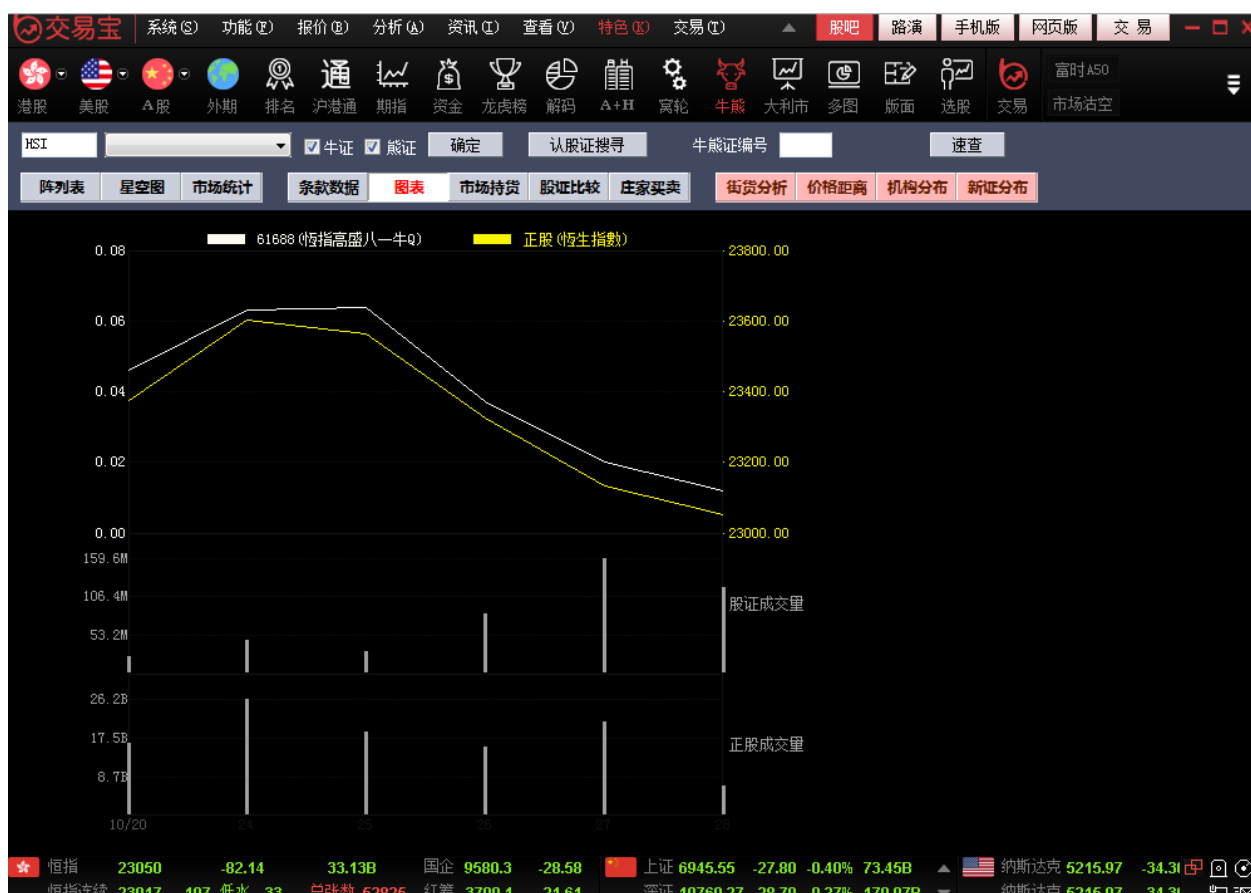 交易宝 系统(S) 功能(F) 报价(B) 分析(A) 资讯(I) 查看(V) 特色(K) 交易(T) 股吧 路演 手机版 网页版 交 易
富时A50
港股 美股 A股 外期 排名 通 沪港通 期指 资金 龙虎榜 解码 A+H 窝轮 牛熊 大利市 多图 版面 选股 交易 市场沽空
HSI 牛证 熊证 确定 认股证搜寻 牛熊证编号 速查
阵列表 星空图 市场统计 条款数据 图表 市场持货 股证比较 庄家买卖 街货分析 价格距离 机构分布 新证分布
61688(恆指高盛八一牛Q) 正股(恆生指數)
0.08 23800.00
0.06 23600.00
0.04 23400.00
0.02 23200.00
0.00 23000.00
159.6M
106.4M 股证成交量
53.2M
26.2B
17.5B 正股成交量
8.7B
10/20 24 25 26 27 28
恒指 23050 -82.14 33.13B 国企 9580.3 -28.58 上证 6945.55 -27.80 -0.40% 73.45B 纳斯达克 5215.97